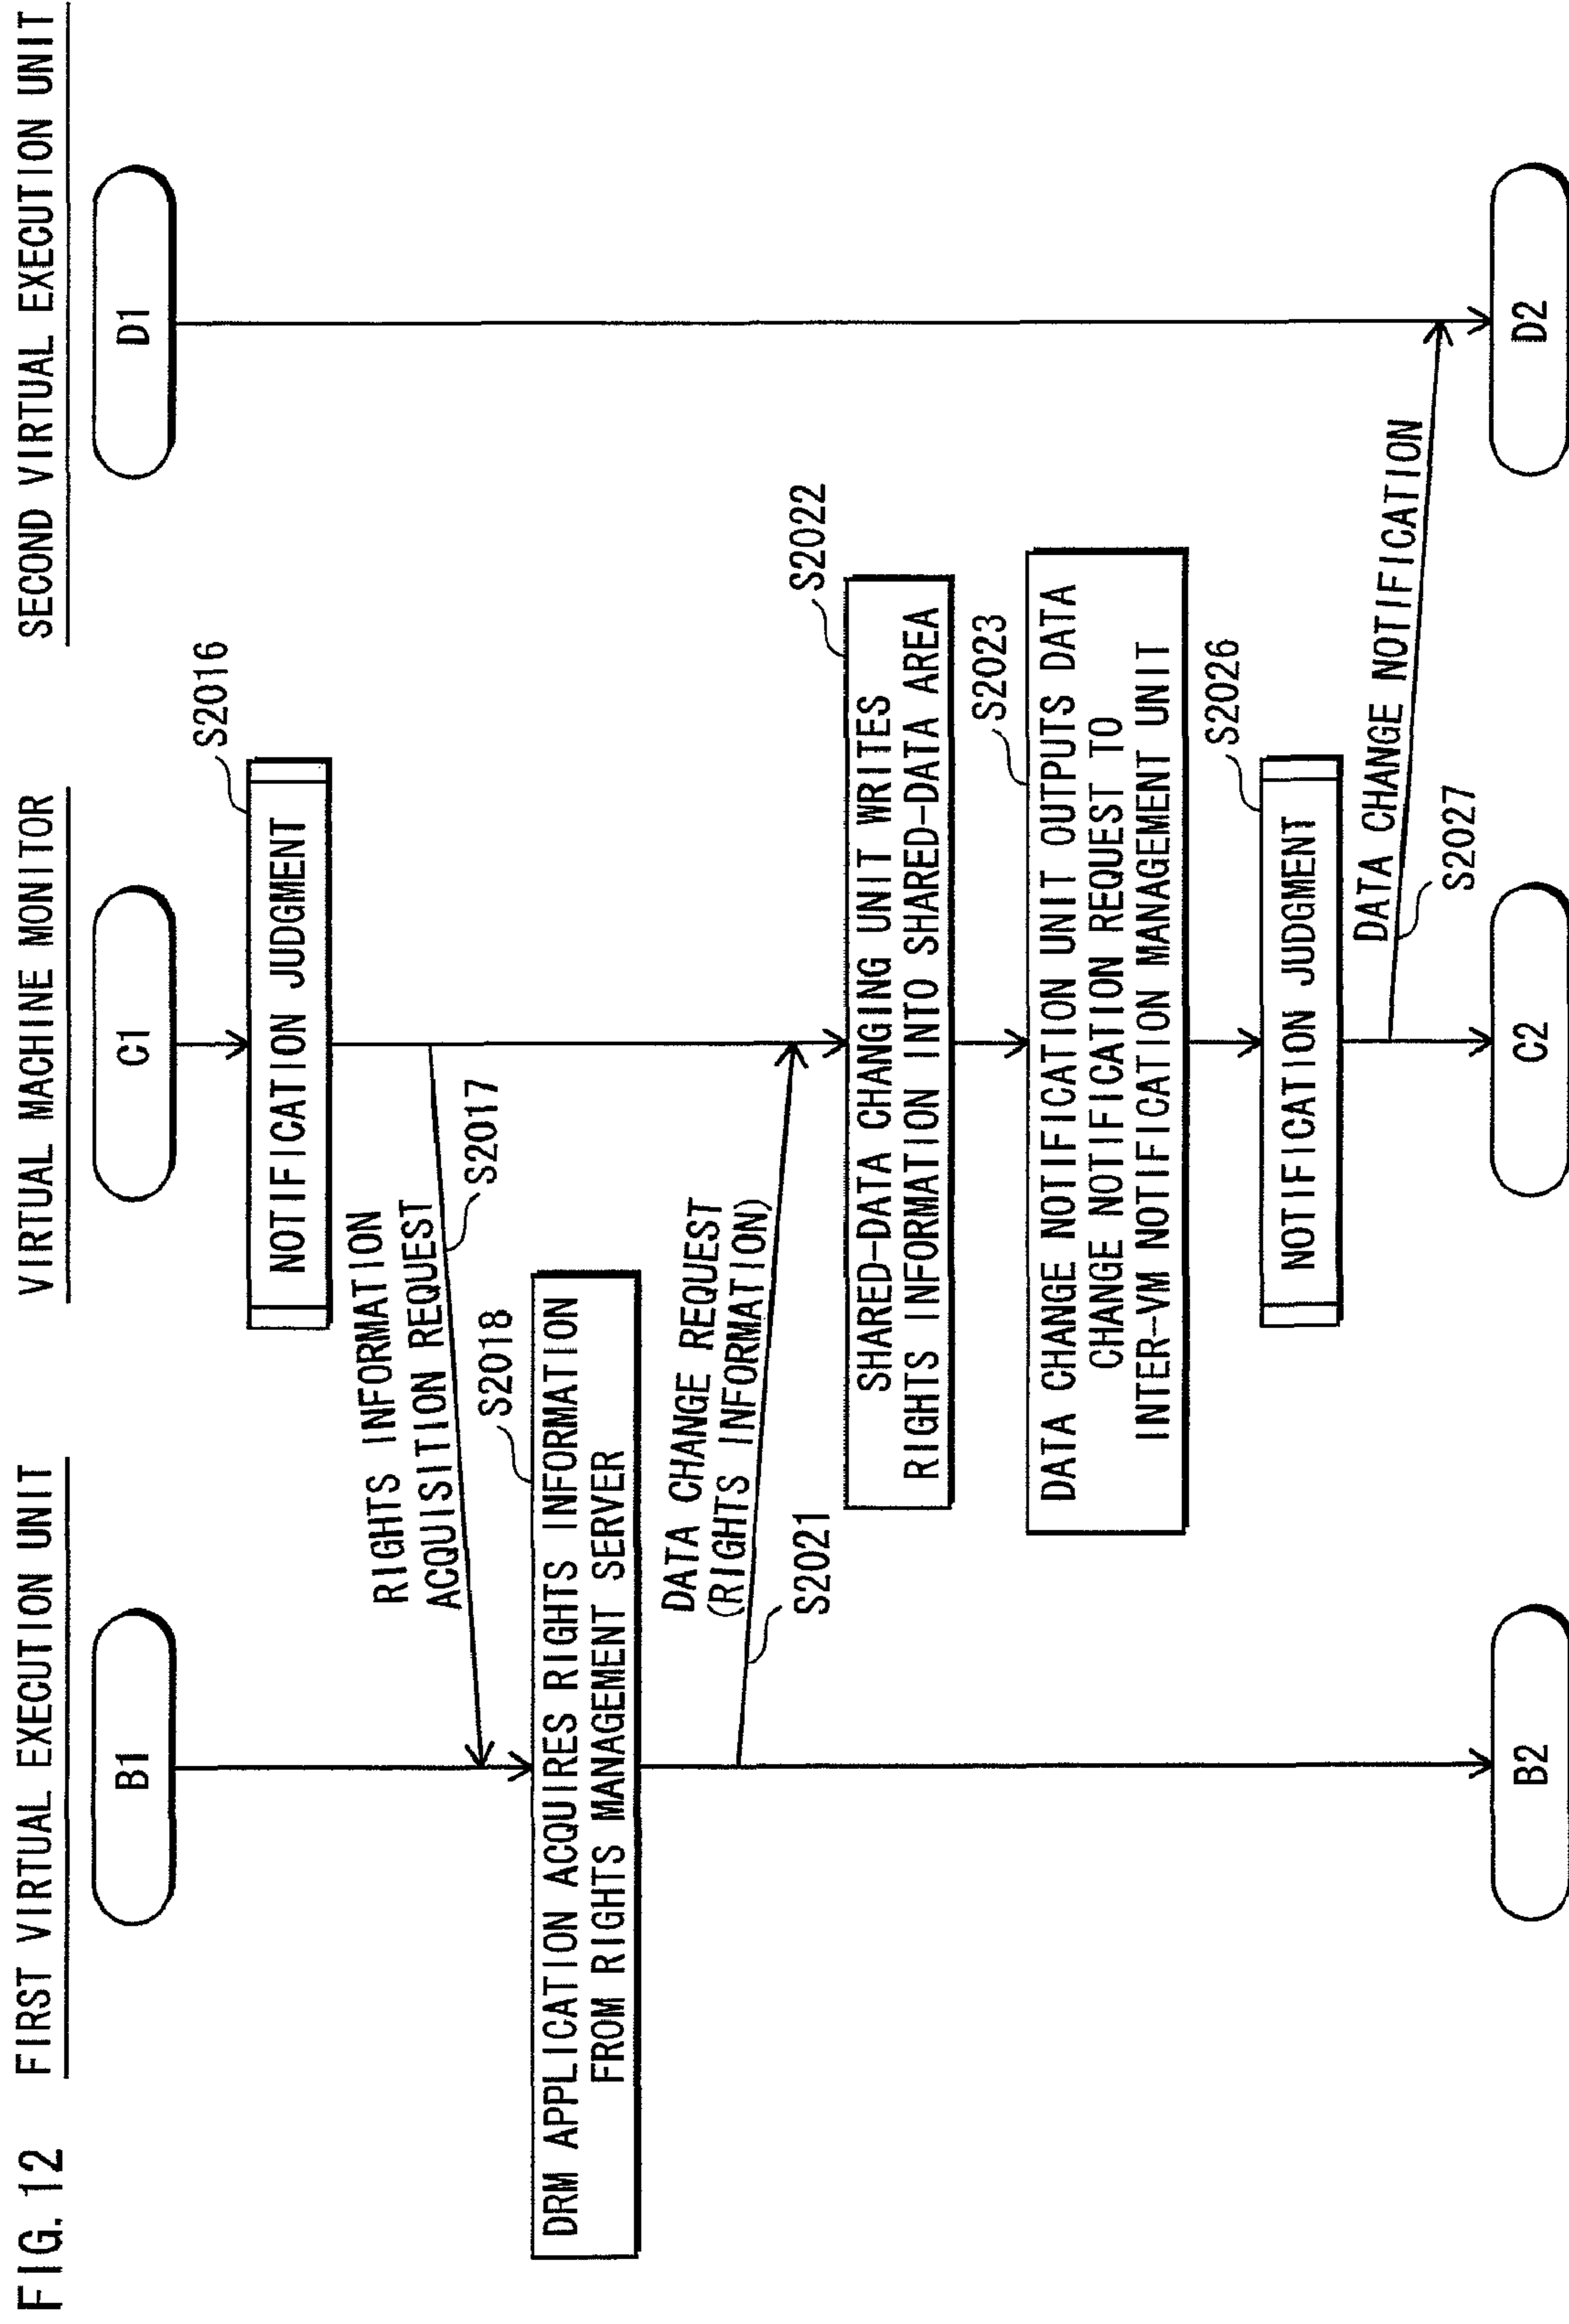 FIG. 12
FIRST VIRTUAL EXECUTION UNIT
VIRTUAL MACHINE MONITOR
SECOND VIRTUAL EXECUTION UNIT
B1
C1
D1
S2016
NOTIFICATION JUDGMENT
RIGHTS INFORMATION
ACQUISITION REQUEST
S2017
S2018
DRM APPLICATION ACQUIRES RIGHTS INFORMATION
FROM RIGHTS MANAGEMENT SERVER
DATA CHANGE REQUEST
(RIGHTS INFORMATION)
S2021
S2022
SHARED-DATA CHANGING UNIT WRITES
RIGHTS INFORMATION INTO SHARED-DATA AREA
S2023
DATA CHANGE NOTIFICATION UNIT OUTPUTS DATA
CHANGE NOTIFICATION REQUEST TO
INTER-VM NOTIFICATION MANAGEMENT UNIT
S2026
NOTIFICATION JUDGMENT
DATA CHANGE NOTIFICATION
S2027
B2
C2
D2